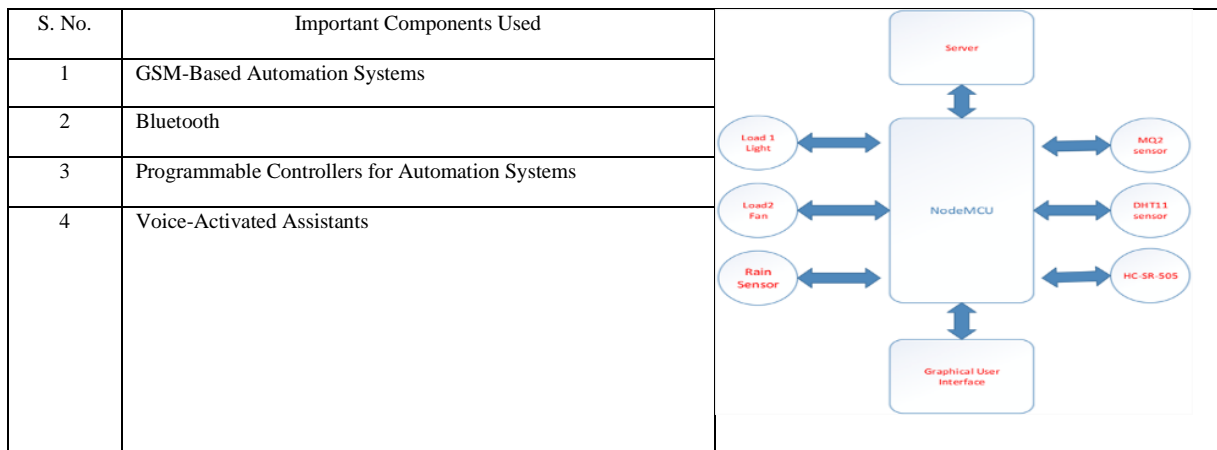 S. No.
Important Components Used
1
GSM-Based Automation Systems
2
Bluetooth
3
Programmable Controllers for Automation Systems
4
Voice-Activated Assistants
Server
Load 1
Light
MQ2
sensor
Load2
Fan
NodeMCU
DHT11
sensor
Rain
Sensor
HC-SR-505
Graphical User
Interface